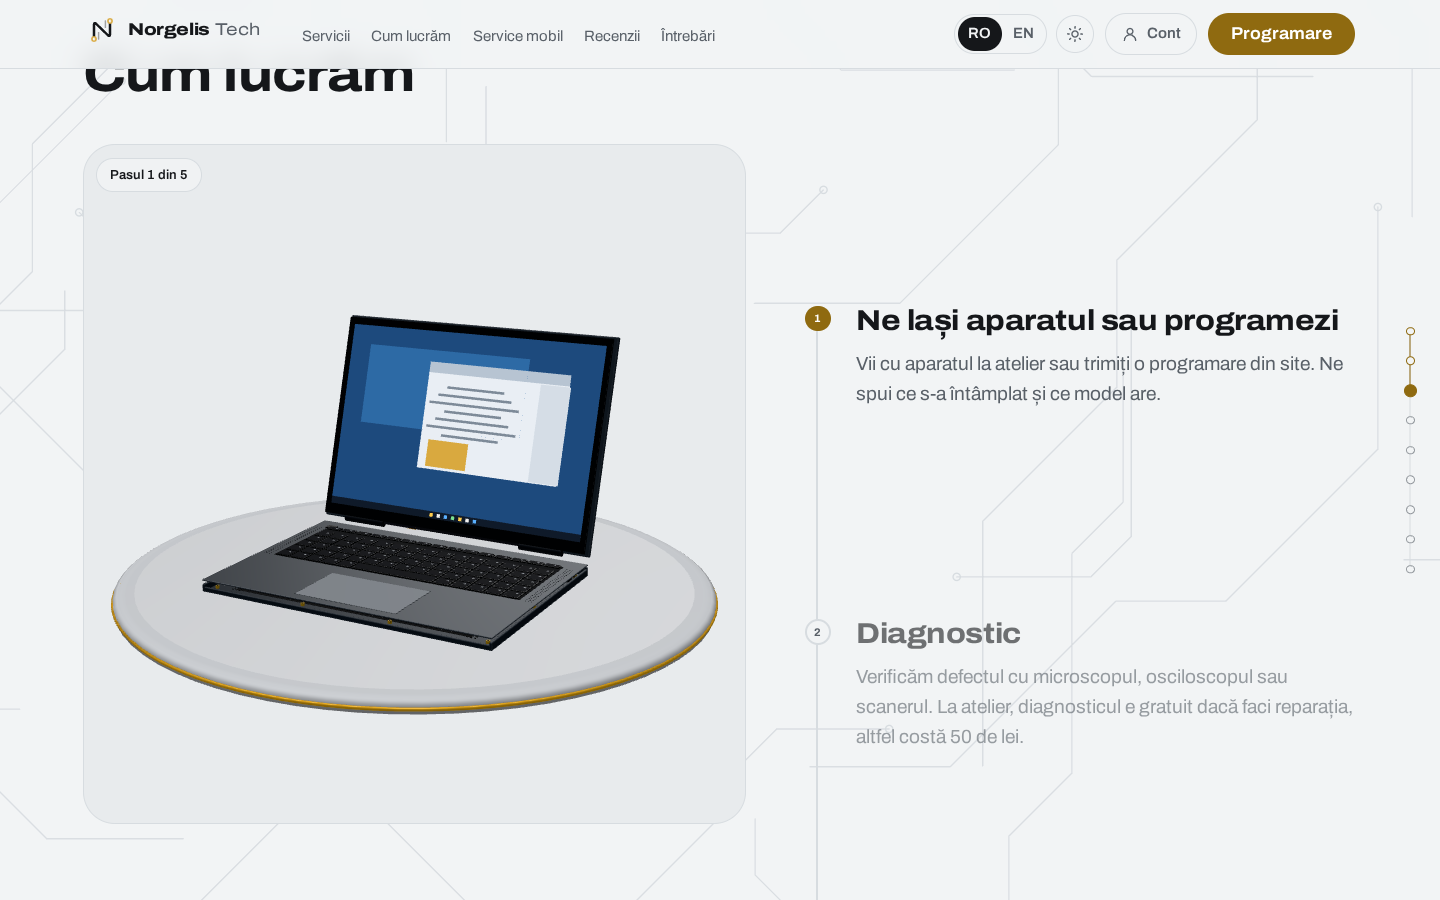 Norgelis Tech
Servicii
Cum lucrăm
Service mobil
Recenzii
Întrebări
RO
EN
Cont
Programare
Cum lucrăm
Pasul 1 din 5
1
Ne lași aparatul sau programezi
Vii cu aparatul la atelier sau trimiți o programare din site. Ne
spui ce s-a întâmplat și ce model are.
2
Diagnostic
Verificăm defectul cu microscopul, osciloscopul sau
scanerul. La atelier, diagnosticul e gratuit dacă faci reparația,
altfel costă 50 de lei.